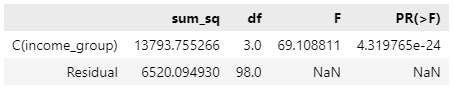 sum_sq df F PR(>F)
C(income_group) 13793.755266 3.0 69.108811 4.319765e-24
Residual 6520.094930 98.0 NaN NaN